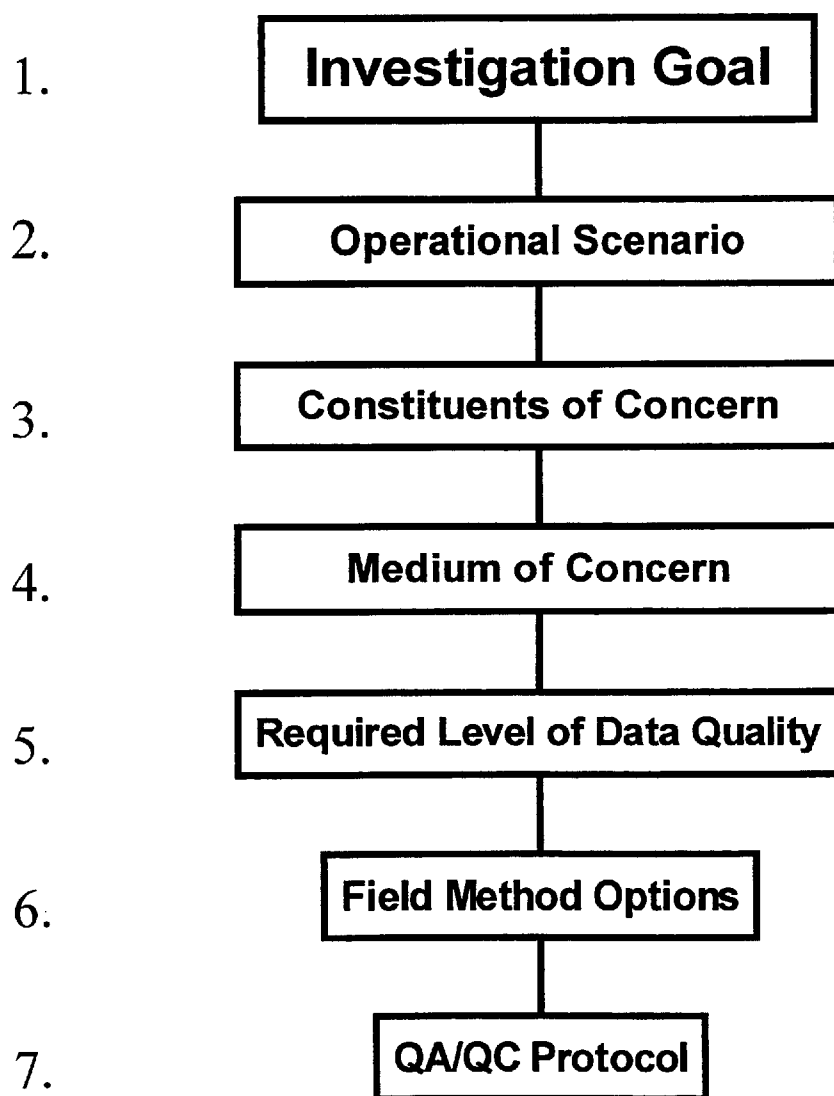 1. Investigation Goal
2. Operational Scenario
3. Constituents of Concern
4. Medium of Concern
5. Required Level of Data Quality
6. Field Method Options
7. QA/QC Protocol